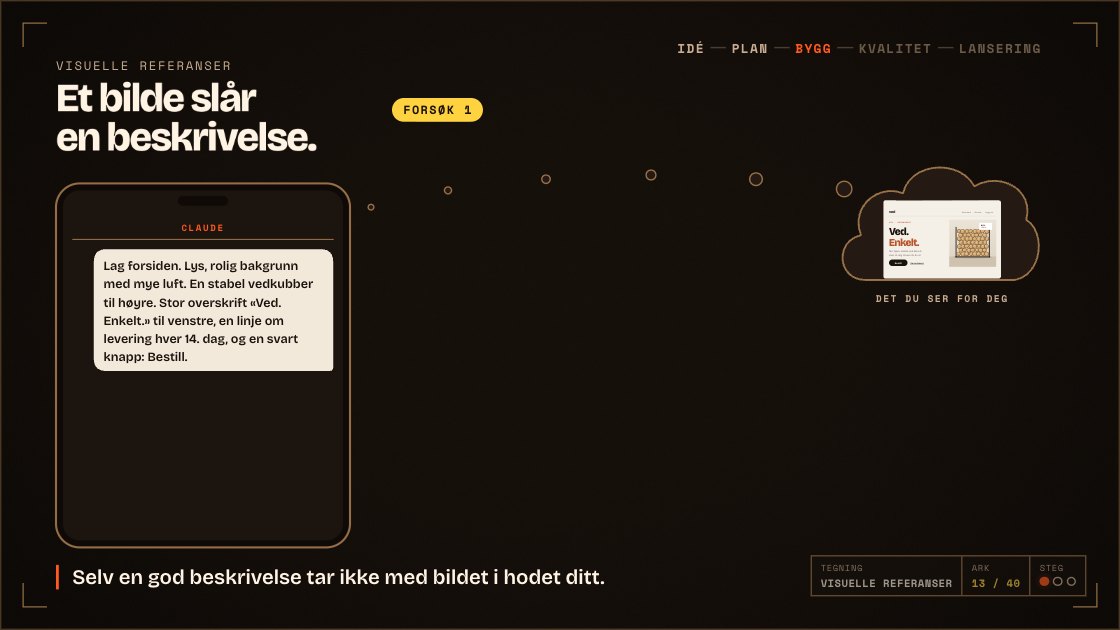 IDÉ — PLAN — BYGG — KVALITET — LANSERING
VISUELLE REFERANSER
Et bilde slår
en beskrivelse.
FORSØK 1
CLAUDE
Lag forsiden. Lys, rolig bakgrunn
med mye luft. En stabel vedkubber
til høyre. Stor overskrift «Ved.
Enkelt.» til venstre, en linje om
levering hver 14. dag, og en svart
knapp: Bestill.
Ved.
Enkelt.
DET DU SER FOR DEG
Selv en god beskrivelse tar ikke med bildet i hodet ditt.
TEGNING
VISUELLE REFERANSER
ARK
13 / 40
STEG